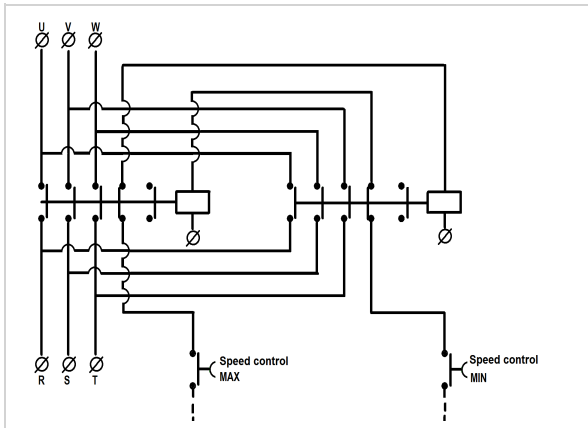 U V W
Speed control
MAX
Speed control
MIN
R S T